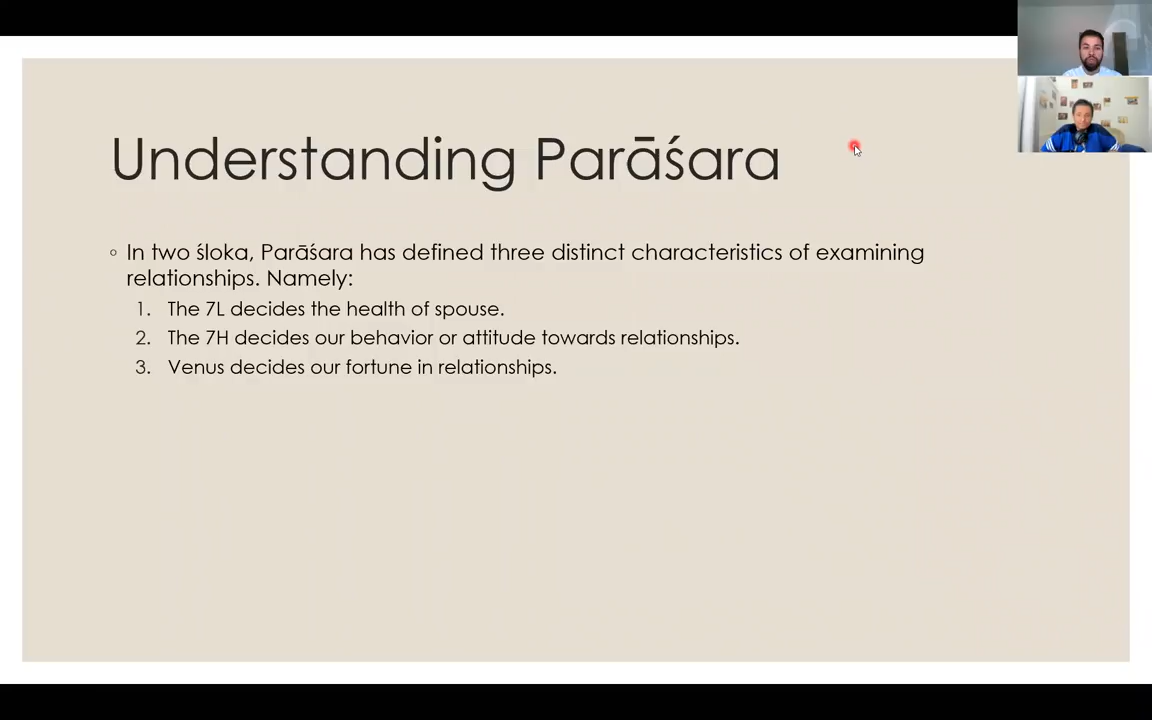 Understanding Parāśara
◦ In two śloka, Parāśara has defined three distinct characteristics of examining
relationships. Namely:
1. The 7L decides the health of spouse.
2. The 7H decides our behavior or attitude towards relationships.
3. Venus decides our fortune in relationships.